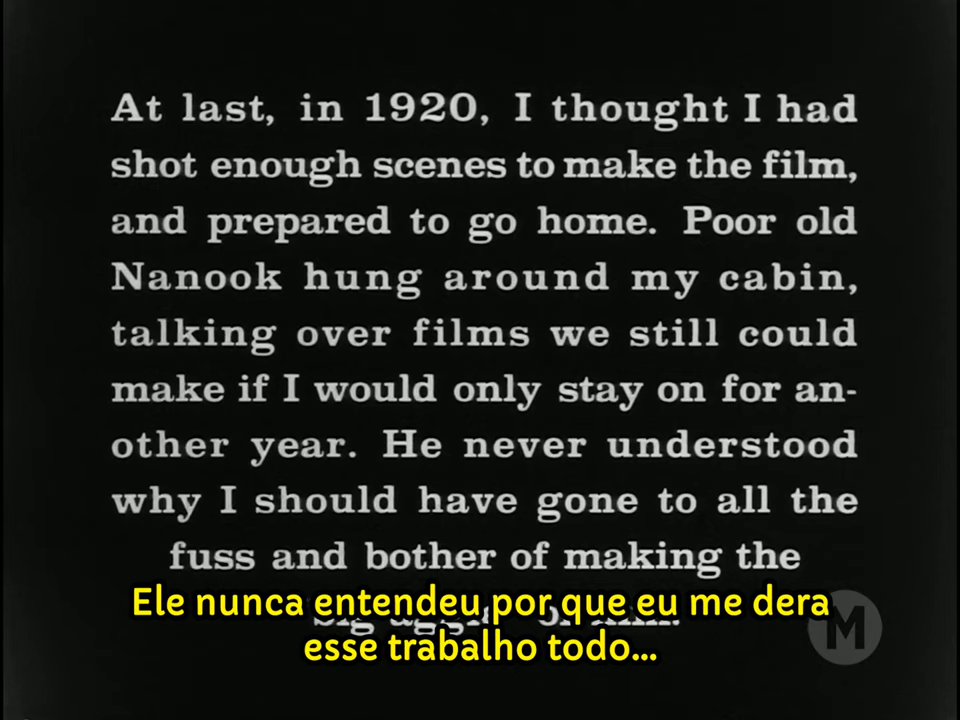 At last, in 1920, I thought I had
shot enough scenes to make the film,
and prepared to go home. Poor old
Nanook hung around my cabin,
talking over films we still could
make if I would only stay on for an-
other year. He never understood
why I should have gone to all the
fuss and bother of making the
Ele nunca entendeu por que eu me dera
esse trabalho todo...
M